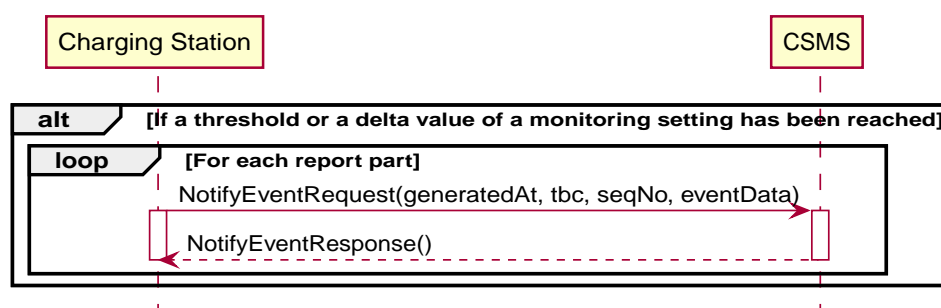 Charging Station
CSMS
alt
[If a threshold or a delta value of a monitoring setting has been reached]
loop
[For each report part]
NotifyEventRequest(generatedAt, tbc, seqNo, eventData)
NotifyEventResponse()